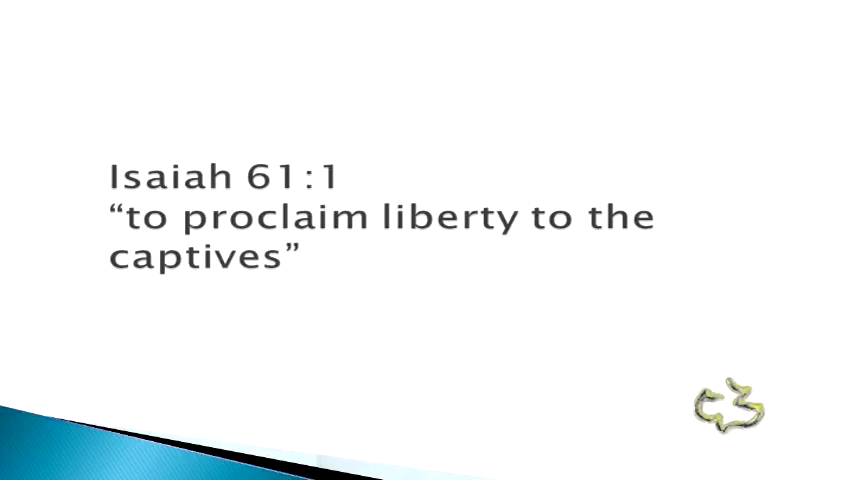 Isaiah 61:1
“to proclaim liberty to the
captives”